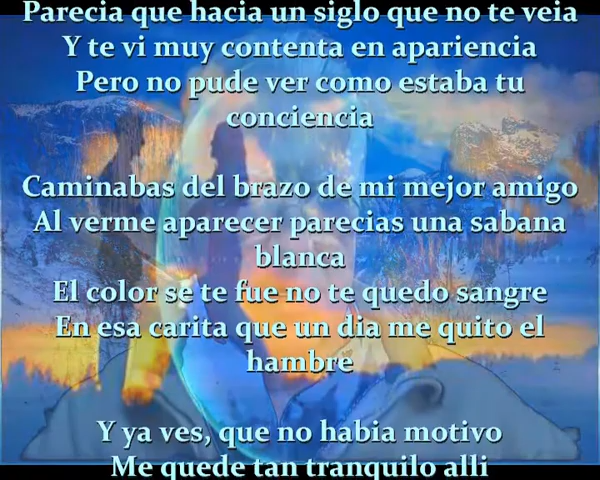 Parecia que hacia un siglo que no te veia
Y te vi muy contenta en apariencia
Pero no pude ver como estaba tu
conciencia
Caminabas del brazo de mi mejor amigo
Al verme aparecer parecias una sabana
blanca
El color se te fue no te quedo sangre
En esa carita que un dia me quito el
hambre
Y ya ves, que no habia motivo
Me quede tan tranquilo alli